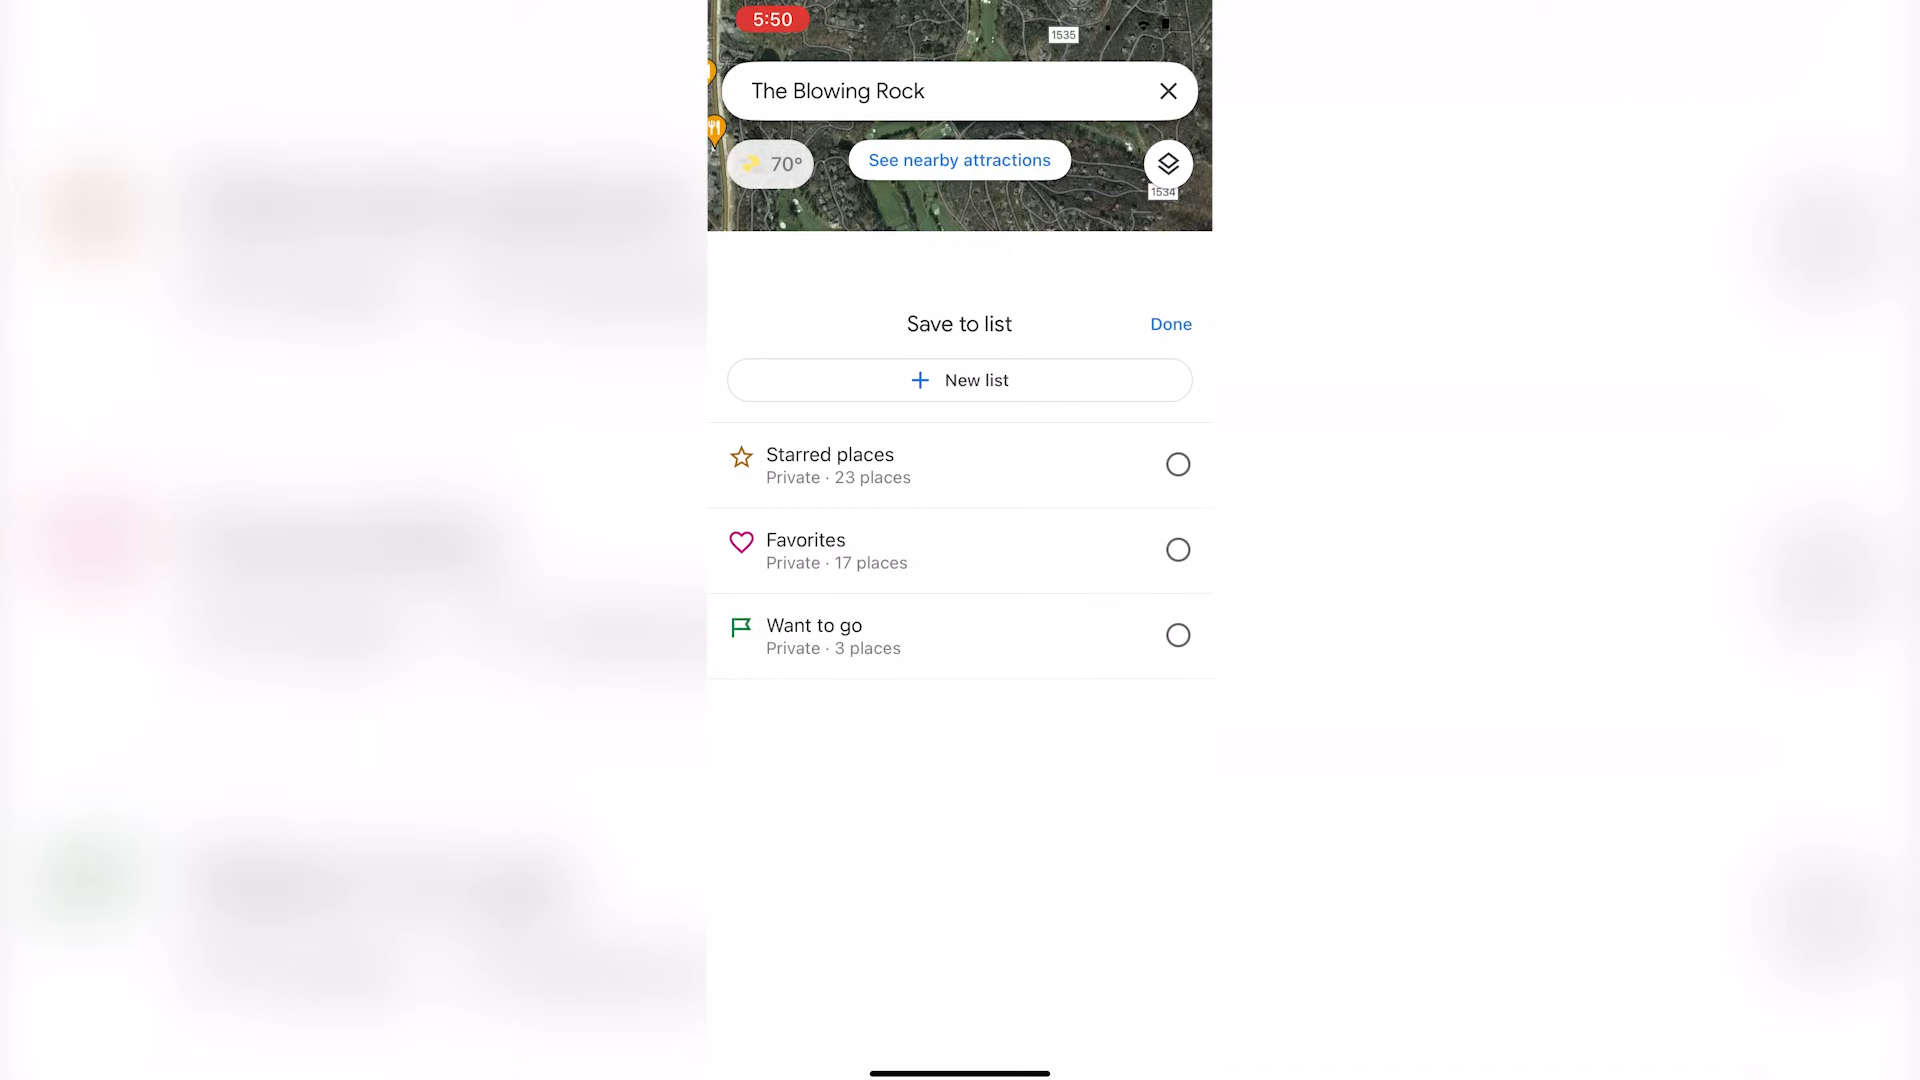 5:50
1535
The Blowing Rock
70°
See nearby attractions
1534
Save to list
Done
New list
Starred places
Private · 23 places
Favorites
Private · 17 places
Want to go
Private · 3 places